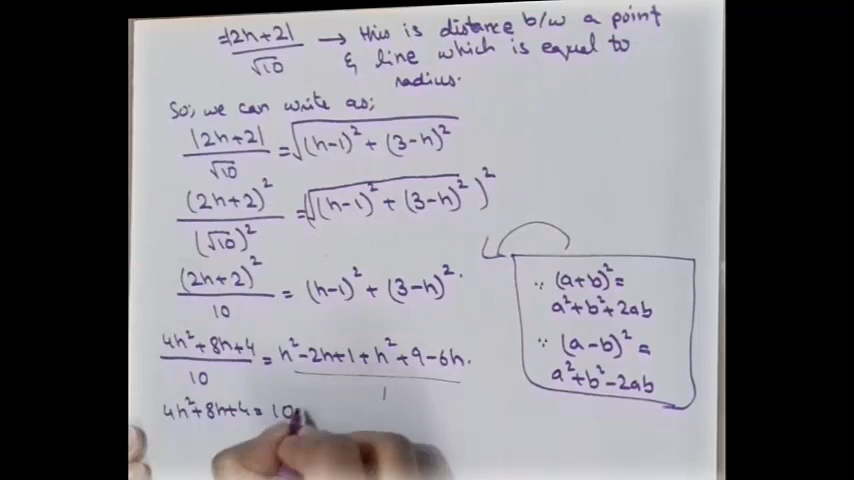 =|2h+2|/√10 → this is distance b/w a point
& line which is equal to
radius.
So, we can write as;
|2h+2|/√10 = √((h-1)² + (3-h)²)
(2h+2)²/(√10)² = (√((h-1)² + (3-h)²))²
(2h+2)²/10 = (h-1)² + (3-h)².
(4h²+8h+4)/10 = (h²-2h+1+h²+9-6h.)/1
4h²+8h+4 = 10
∵ (a+b)² =
a²+b²+2ab
∵ (a-b)² =
a²+b²-2ab